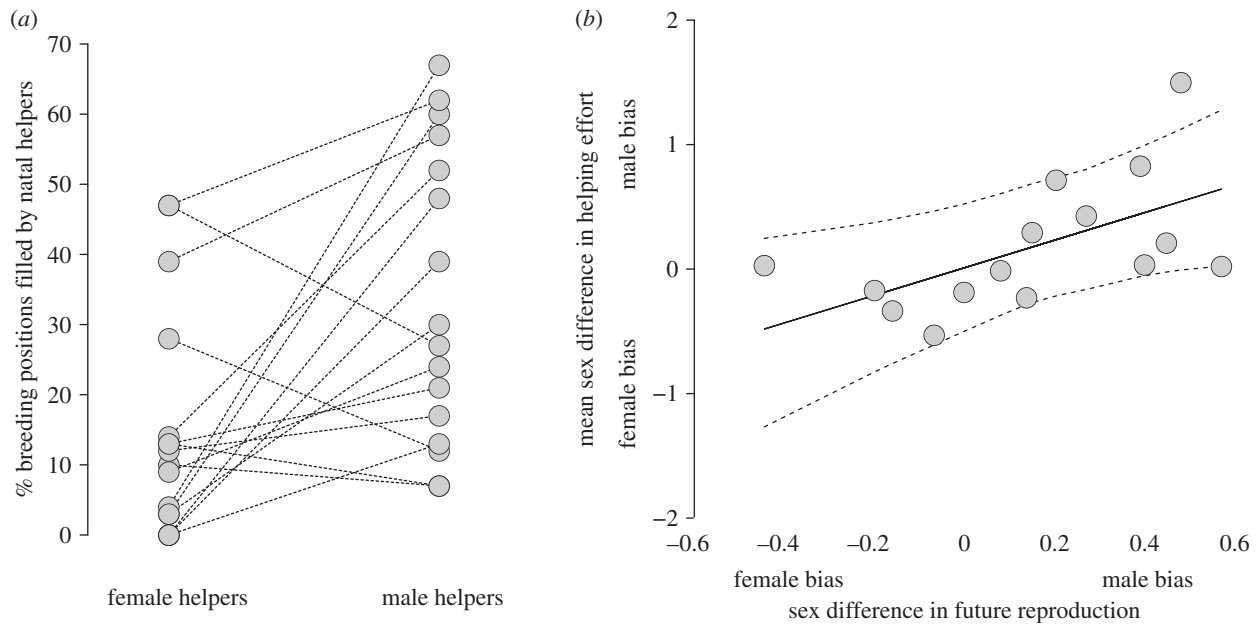 (a)
% breeding positions filled by natal helpers
70
60
50
40
30
20
10
0
female helpers
male helpers
(b)
mean sex difference in helping effort
male bias
female bias
2
1
0
−1
−2
−0.6
−0.4
−0.2
0
0.2
0.4
0.6
female bias
male bias
sex difference in future reproduction